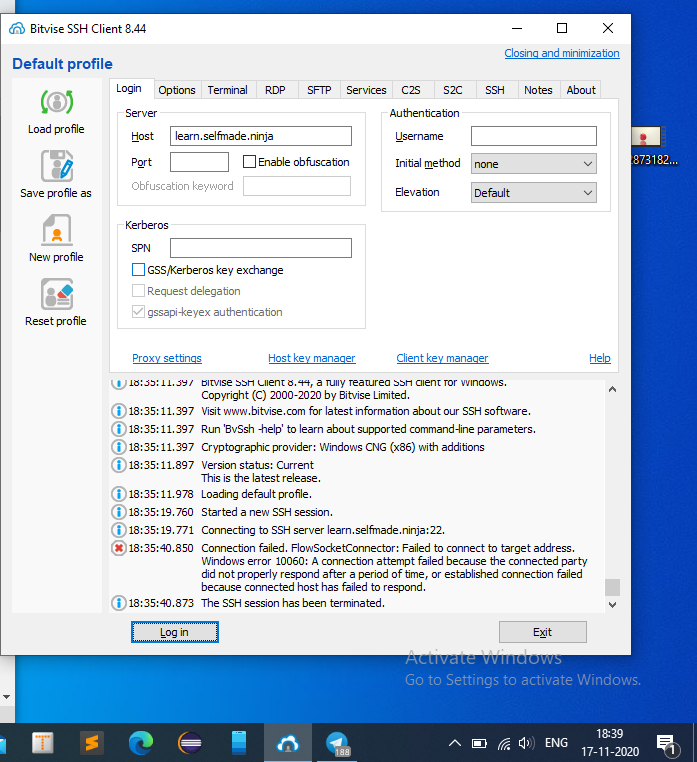 Bitvise SSH Client 8.44
Default profile
Closing and minimization
Load profile
Save profile as
New profile
Reset profile
Login Options Terminal RDP SFTP Services C2S S2C SSH Notes About
Server
Host learn.selfmade.ninja
Port Enable obfuscation
Obfuscation keyword
Kerberos
SPN
GSS/Kerberos key exchange
Request delegation
gssapi-keyex authentication
Authentication
Username
Initial method none
Elevation Default
Proxy settings Host key manager Client key manager Help
18:35:11.397 Bitvise SSH Client 8.44, a fully featured SSH client for Windows.
Copyright (C) 2000-2020 by Bitvise Limited.
18:35:11.397 Visit www.bitvise.com for latest information about our SSH software.
18:35:11.397 Run 'BvSsh -help' to learn about supported command-line parameters.
18:35:11.397 Cryptographic provider: Windows CNG (x86) with additions
18:35:11.897 Version status: Current
This is the latest release.
18:35:11.978 Loading default profile.
18:35:19.760 Started a new SSH session.
18:35:19.771 Connecting to SSH server learn.selfmade.ninja:22.
18:35:40.850 Connection failed. FlowSocketConnector: Failed to connect to target address.
Windows error 10060: A connection attempt failed because the connected party
did not properly respond after a period of time, or established connection failed
because connected host has failed to respond.
18:35:40.873 The SSH session has been terminated.
Log in Exit
873182...
Activate Windows
Go to Settings to activate Windows.
T S 188 ENG 18:39
17-11-2020 1